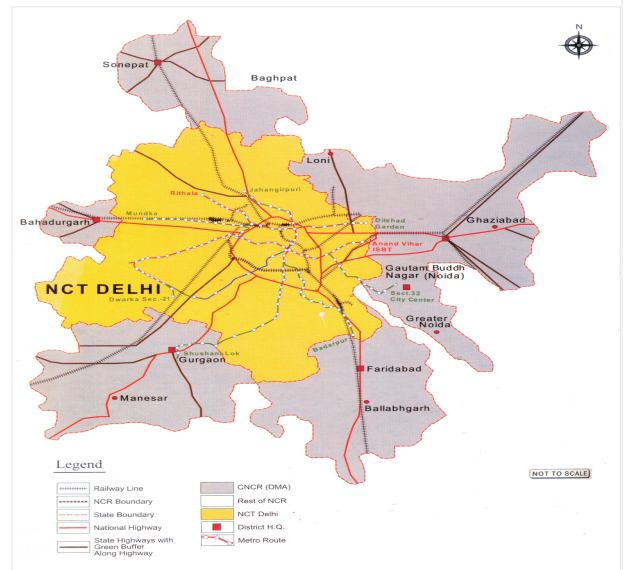 N
Sonepat
Baghpat
Loni
Rithala
Jahangirpuri
Mundka
Bahadurgarh
Dilshad
Garden
Ghaziabad
Anand Vihar
ISBT
Gautam Buddh
Nagar (Noida)
NCT DELHI
Dwarka Sec.-21
Sect.32
City Center
Greater
Noida
Badarpur
Shushant Lok
Gurgaon
Faridabad
Manesar
Ballabhgarh
NOT TO SCALE
Legend
Railway Line
NCR Boundary
State Boundary
National Highway
State Highways with
Green Buffer
Along Highway
CNCR (DMA)
Rest of NCR
NCT Delhi
District H.Q.
Metro Route